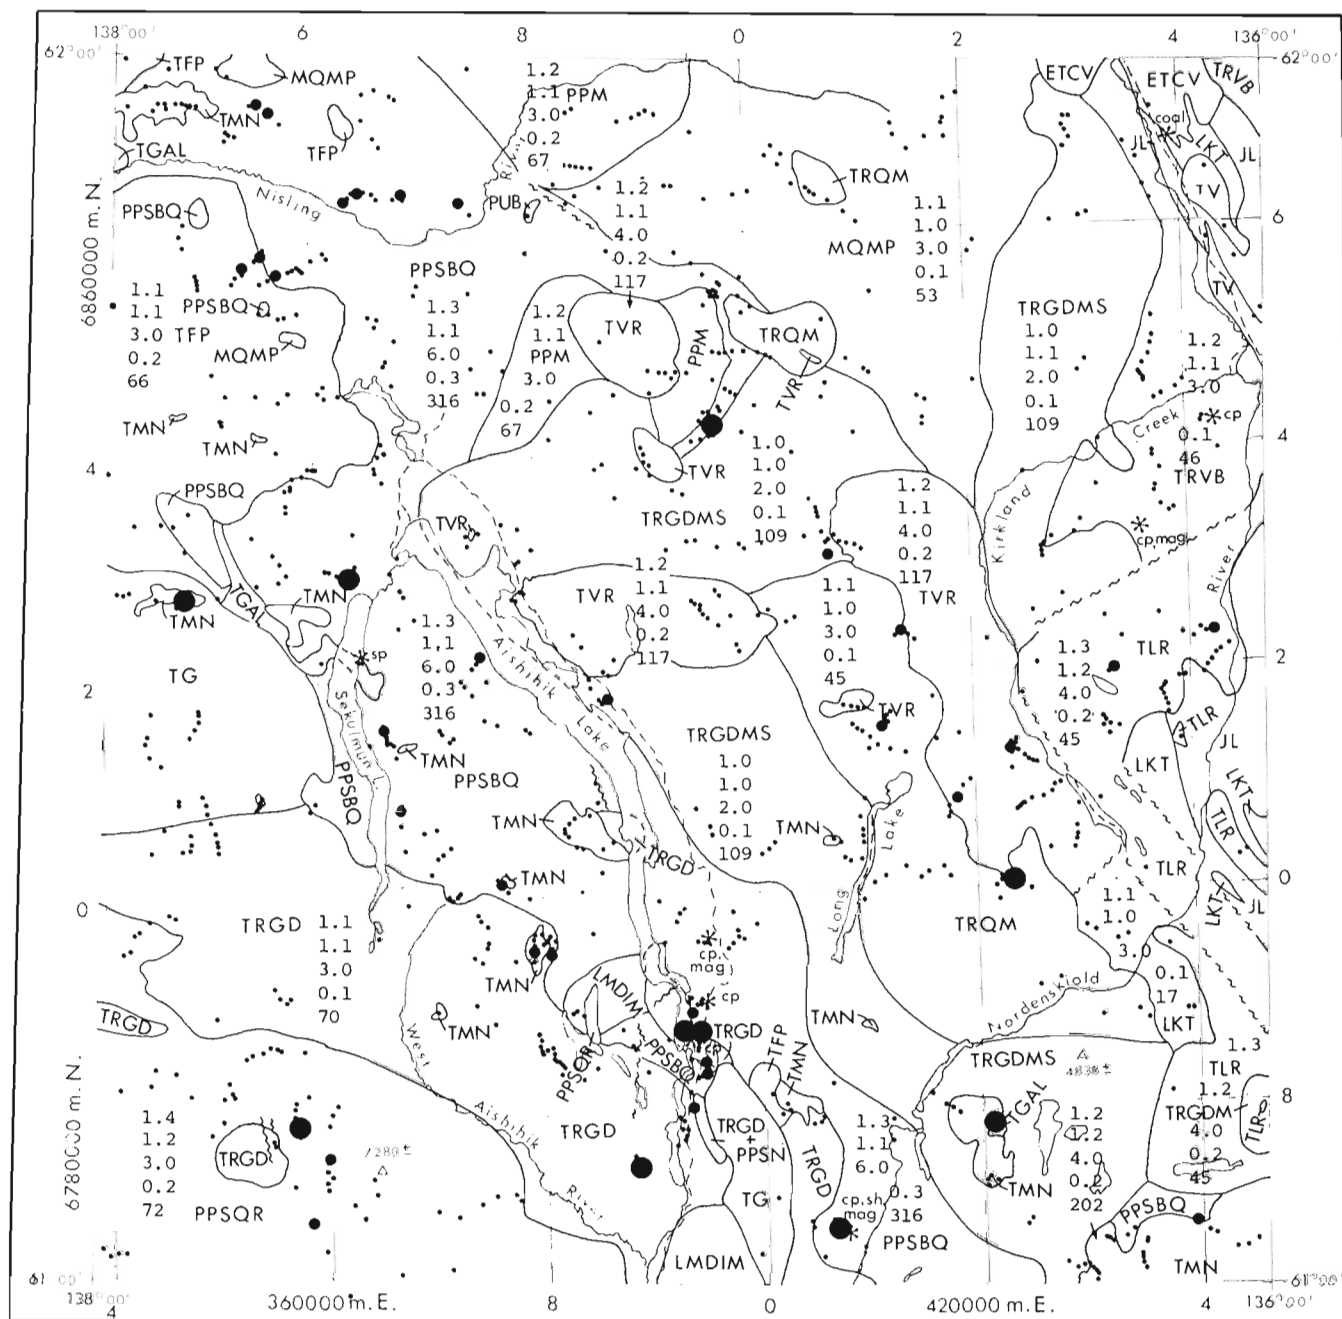 138°00' 6 8 0 2 4 136°00'
62°00' 62°00'
TFP
MQMP
TMN
TGAL
TFP
Nisling
River
1.2
1.1
3.0
0.2
67
PPM
PUB
ETCV
ETCV
TRVB
coal
JL
LKT
JL
TV
TV
6
TRQM
MQMP
1.1
1.0
3.0
0.1
53
1.2
1.1
4.0
0.2
117
TVR
PPSBQ
6860000 m. N.
1.1
1.1
3.0
0.2
66
PPSBQ
TFP
MQMP
TMN
TMN
PPSBQ
1.3
1.1
6.0
0.3
316
1.2
1.1
PPM
3.0
0.2
67
PPM
TRQM
TVR
TVR
TRGDMS
1.0
1.1
2.0
0.1
109
1.2
1.1
3.0
0.1
46
cp
TRVB
Creek
Kirkland
cp,mag
River
4
4
PPSBQ
TGAL
TMN
TMN
TG
TVR
TRGDMS
1.0
1.0
2.0
0.1
109
1.2
1.1
4.0
0.2
117
TVR
TVR
1.2
1.1
4.0
0.2
117
1.1
1.0
3.0
0.1
45
TVR
1.3
1.2
4.0
0.2
45
TLR
TLR
JL
LKT
LKT
TLR
TLR
2
2
sp
Sekulmun L.
1.3
1,1
6.0
0.3
316
TMN
PPSBQ
PPSBQ
Aishihik
Lake
TMN
TRGD
TMN
TRGDMS
1.0
1.0
2.0
0.1
109
TMN
Long
Lake
TRQM
1.1
1.0
3.0
0.1
17
LKT
LKT
JL
Nordenskiold
0
0
TRGD
1.1
1.1
3.0
0.1
70
TRGD
TMN
TMN
West
LMDIM
cp,
mag
cp
TRGD
cp
PPSBQ
PPSQR
TFP
TMN
TMN
TRGDMS
4838±
TGAL
TMN
1.2
1.2
4.0
0.2
202
1.3
TLR
1.2
TRGDM
4.0
0.2
45
TLR
8
6780000 m. N.
1.4
1.2
3.0
0.2
72
TRGD
PPSQR
7280±
Aishihik
River
TRGD
TRGD
+
PPSN
TRGD
TG
LMDIM
1.3
1.1
6.0
0.3
316
cp,sh,
mag
PPSBQ
PPSBQ
TMN
61°00' 61°00'
138°00' 136°00'
4 360000 m.E. 8 0 420000 m.E. 4